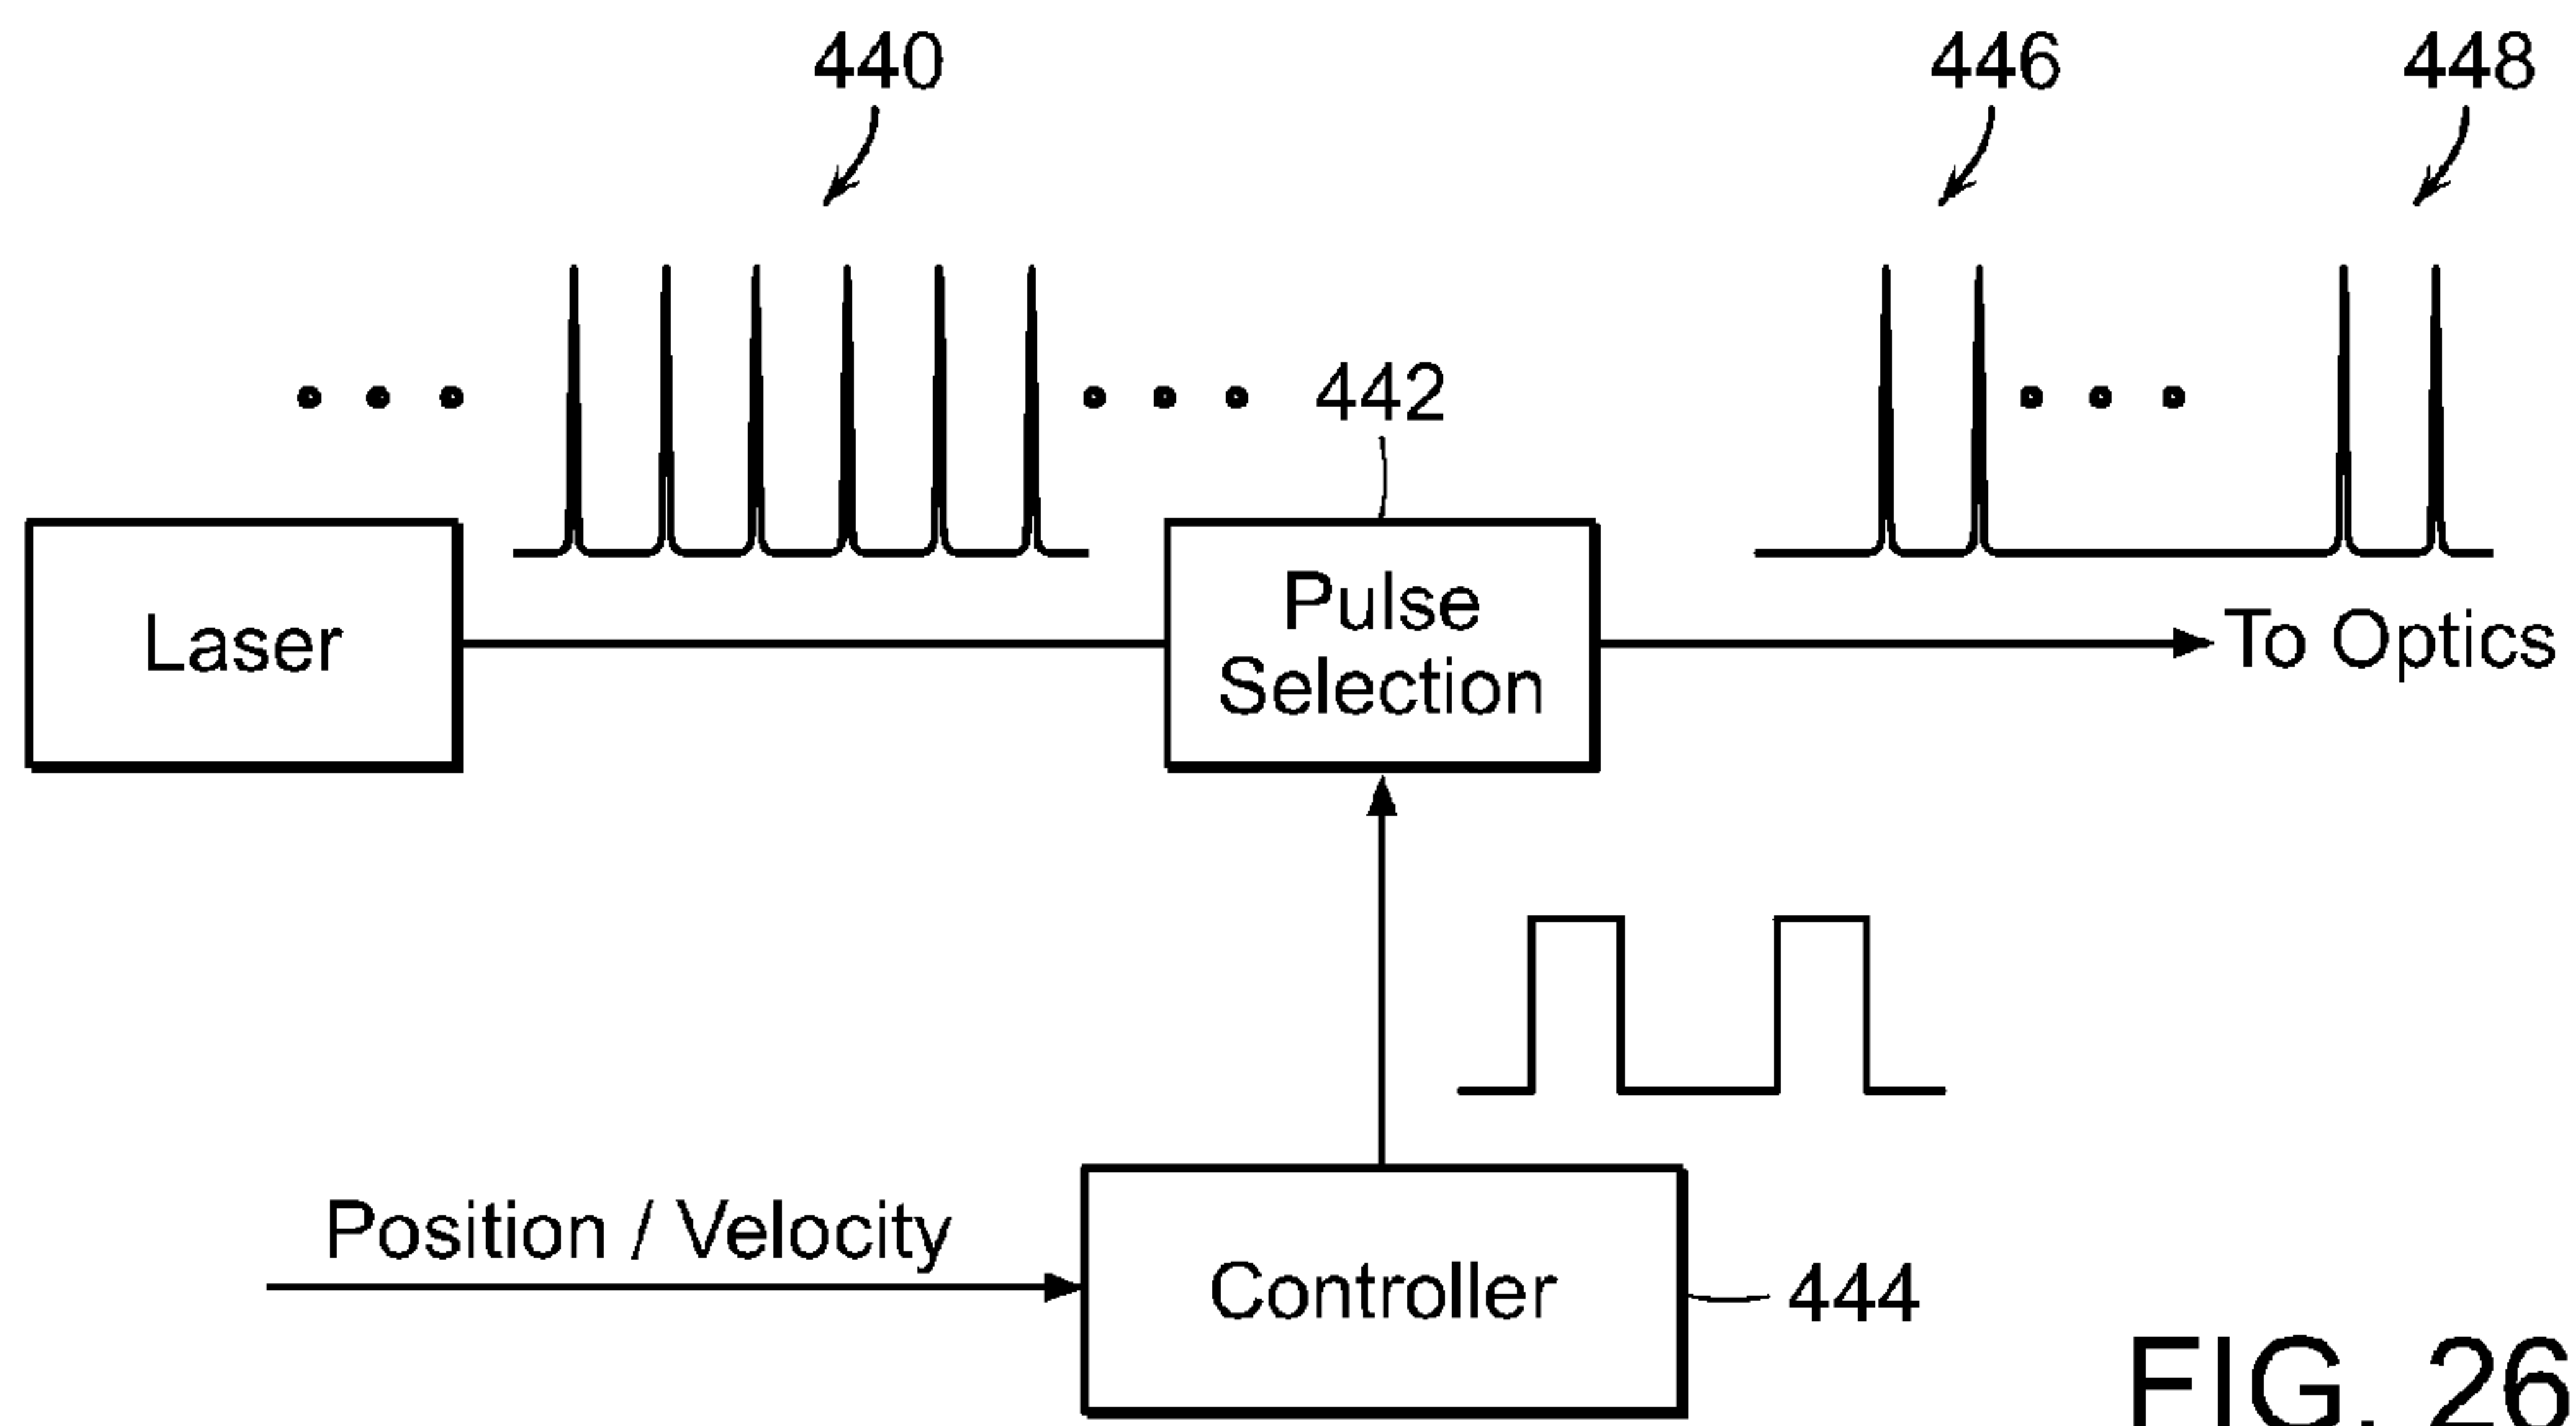 440
446
448
442
Laser
Pulse
Selection
To Optics
Position / Velocity
Controller
444
FIG. 26